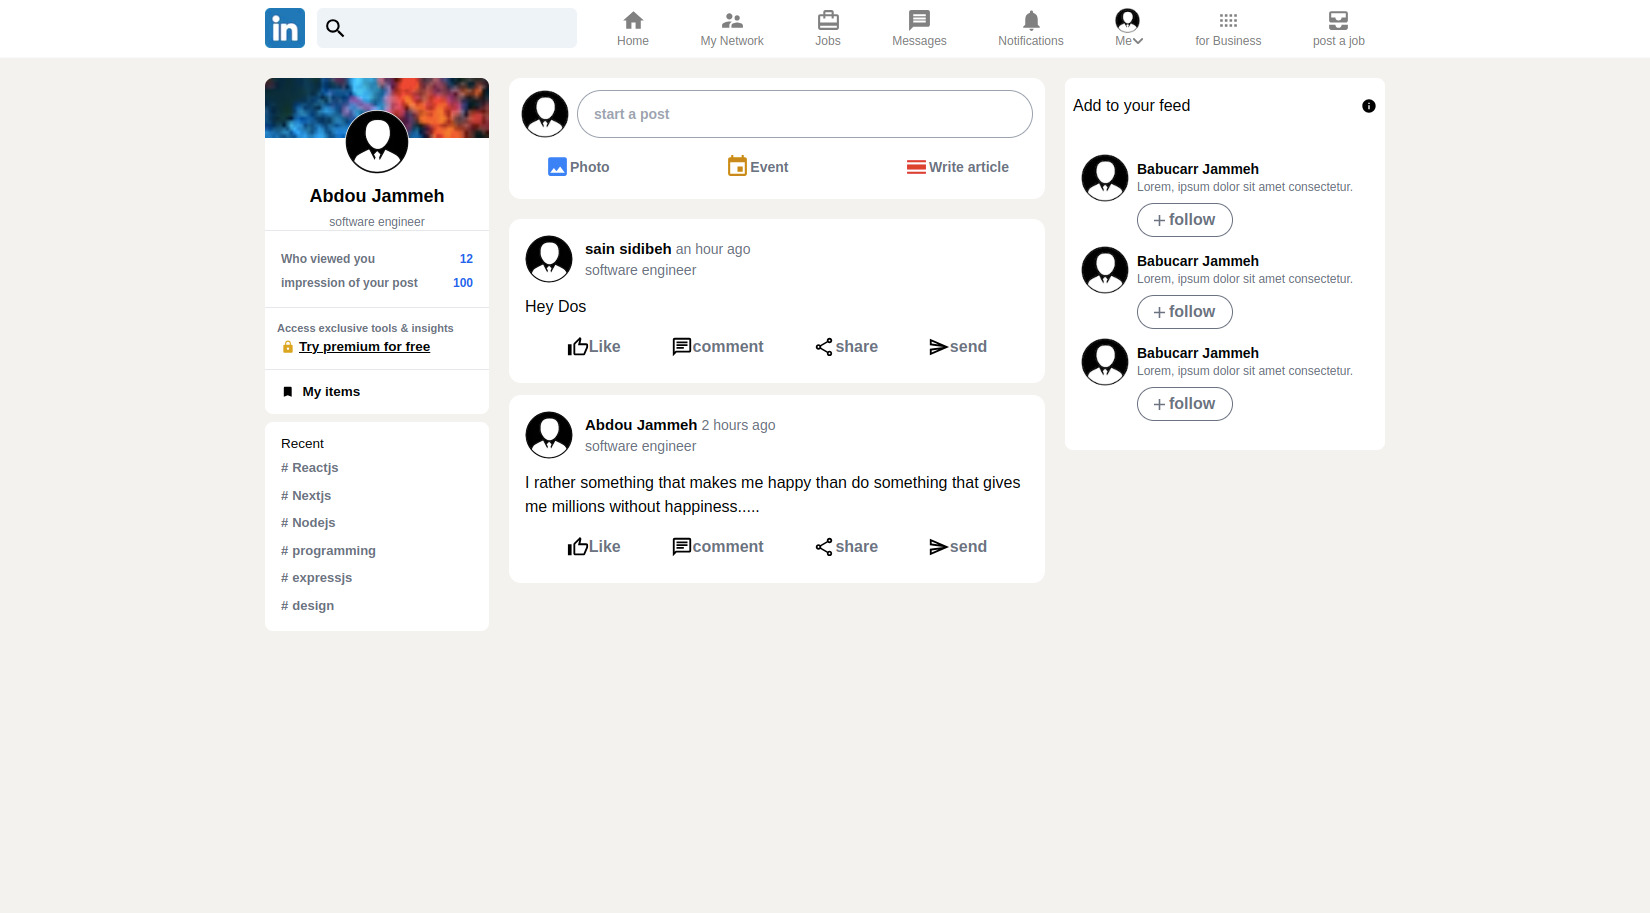 in
Home
My Network
Jobs
Messages
Notifications
Me
for Business
post a job
Abdou Jammeh
software engineer
Who viewed you 12
impression of your post 100
Access exclusive tools & insights
Try premium for free
My items
Recent
# Reactjs
# Nextjs
# Nodejs
# programming
# expressjs
# design
start a post
Photo Event Write article
sain sidibeh an hour ago
software engineer
Hey Dos
Like comment share send
Abdou Jammeh 2 hours ago
software engineer
I rather something that makes me happy than do something that gives
me millions without happiness.....
Like comment share send
Add to your feed
Babucarr Jammeh
Lorem, ipsum dolor sit amet consectetur.
follow
Babucarr Jammeh
Lorem, ipsum dolor sit amet consectetur.
follow
Babucarr Jammeh
Lorem, ipsum dolor sit amet consectetur.
follow